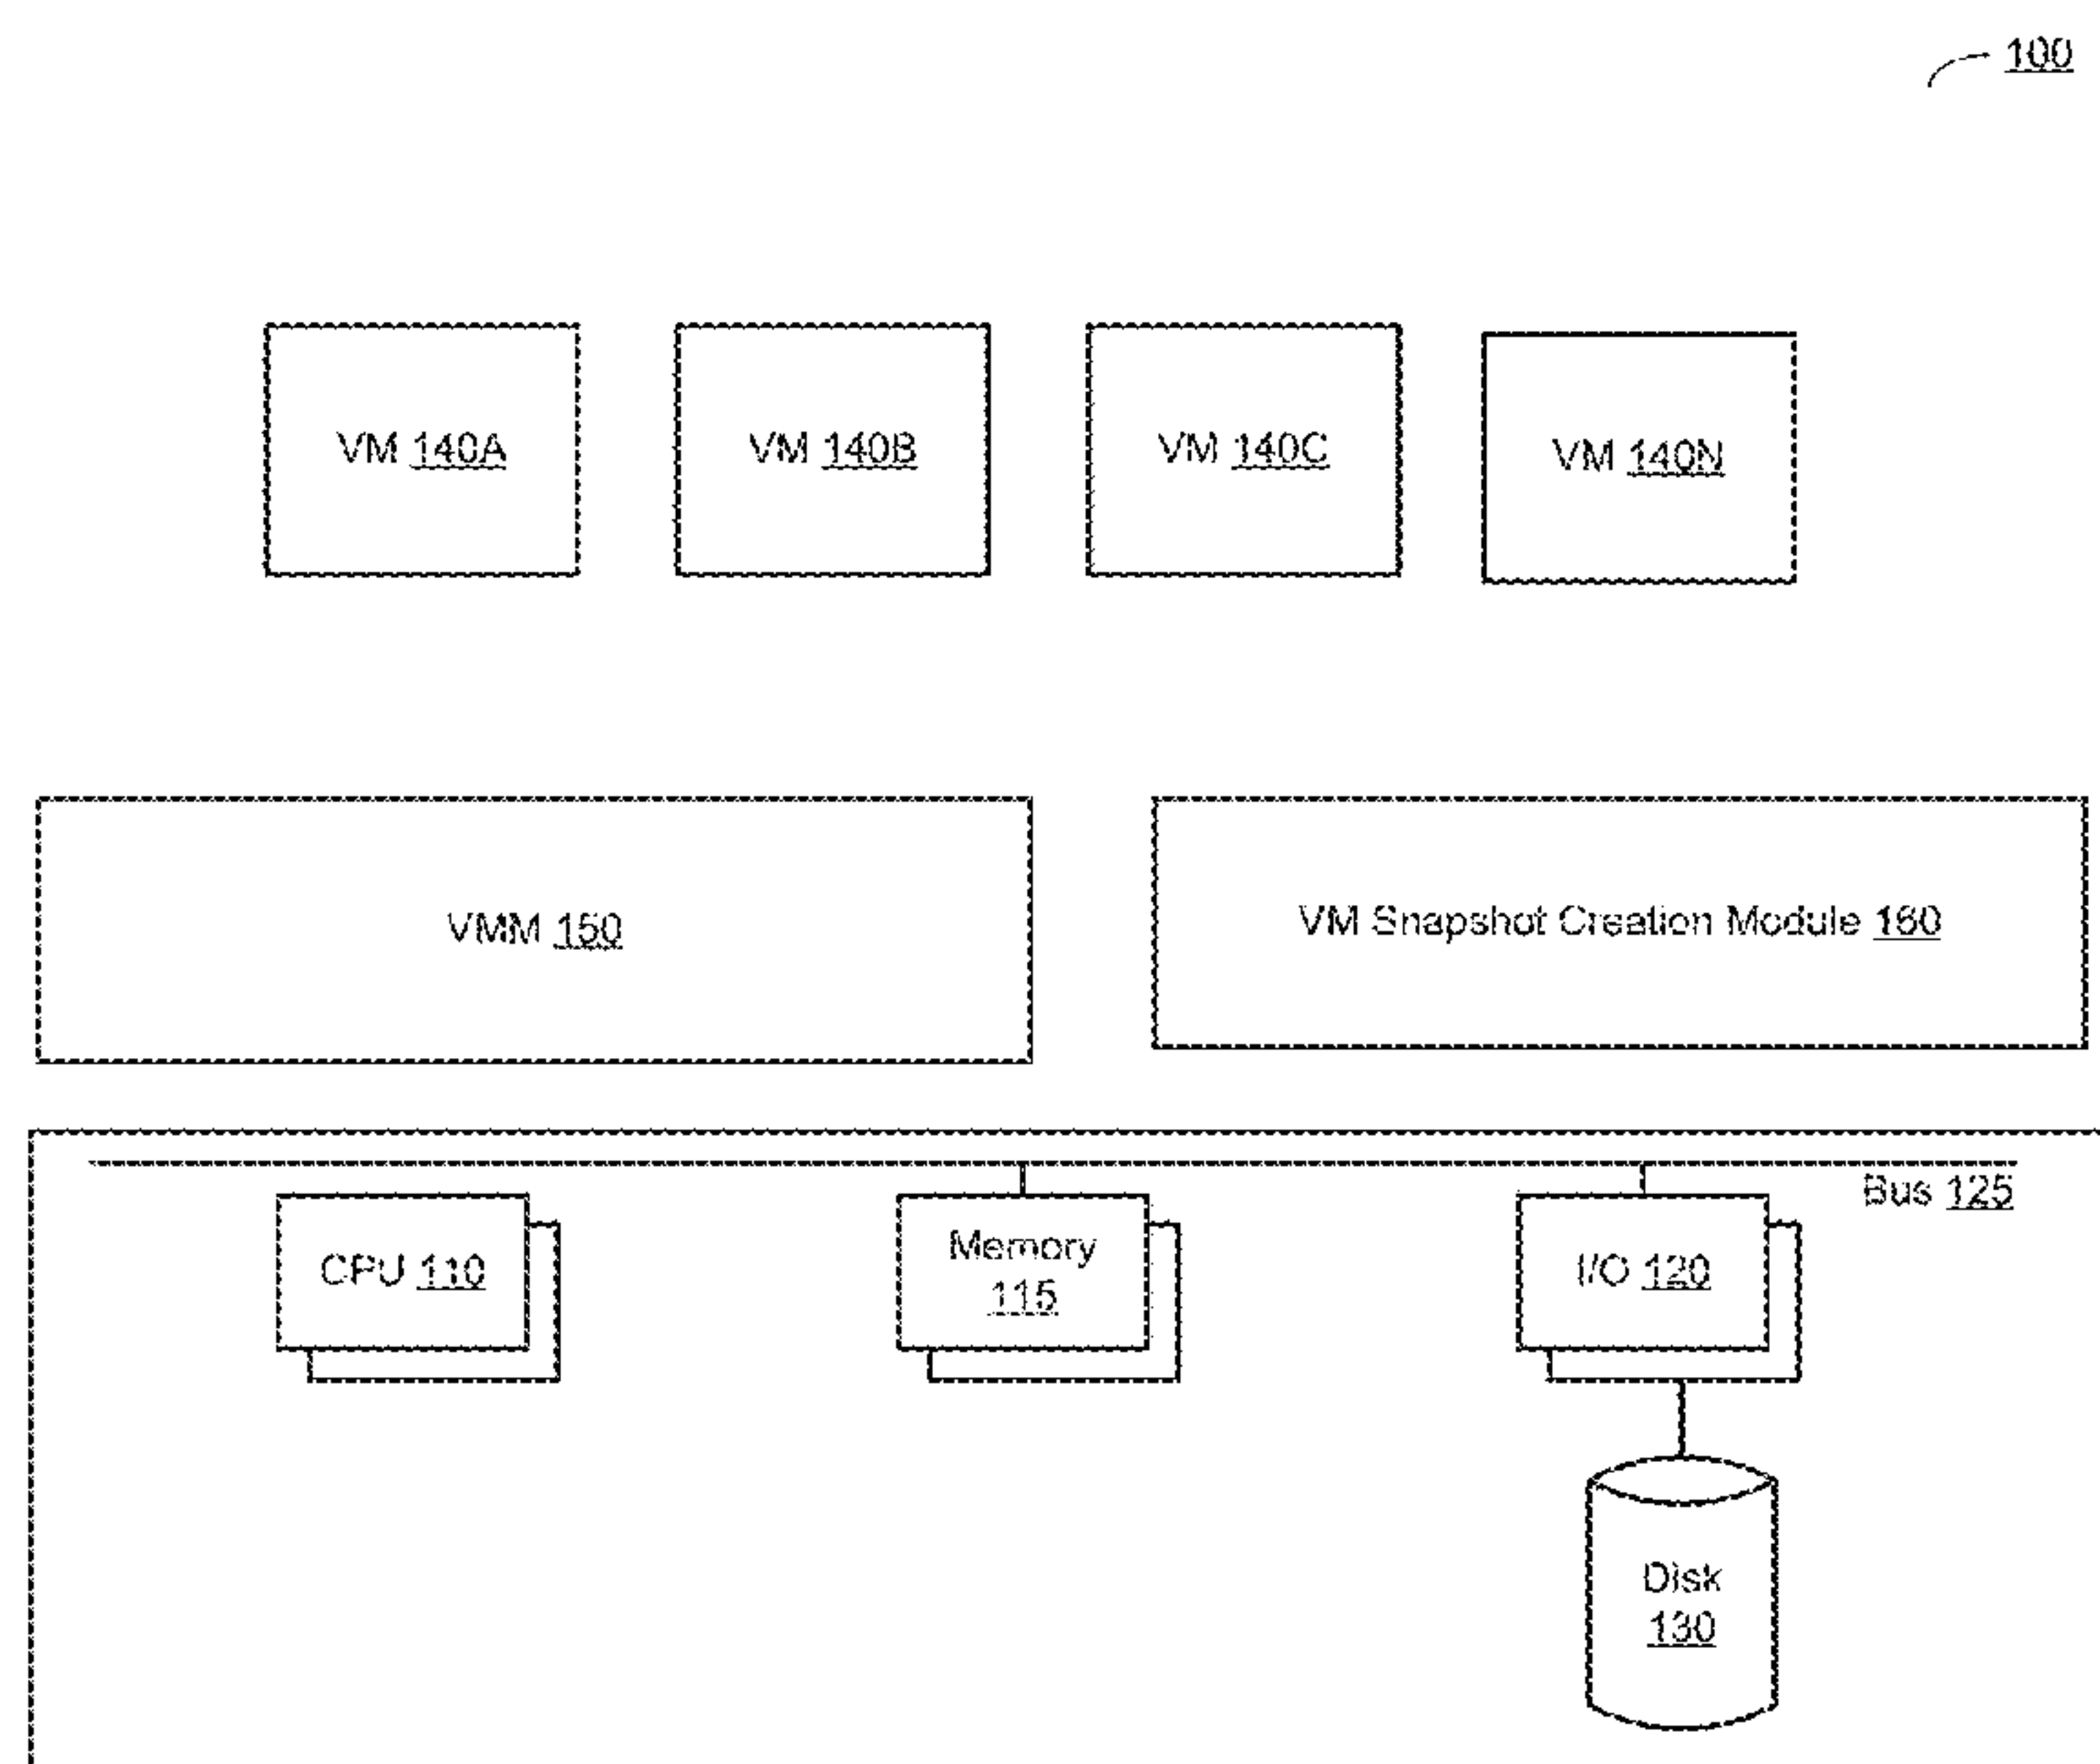 100
VM 140A
VM 140B
VM 140C
VM 140N
VMM 150
VM Snapshot Creation Module 160
Bus 125
CPU 110
Memory
115
I/O 120
Disk
130